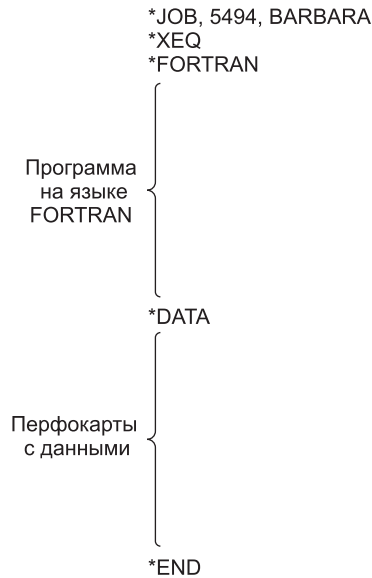 *JOB, 5494, BARBARA
*XEQ
*FORTRAN
Программа
на языке
FORTRAN
*DATA
Перфокарты
с данными
*END